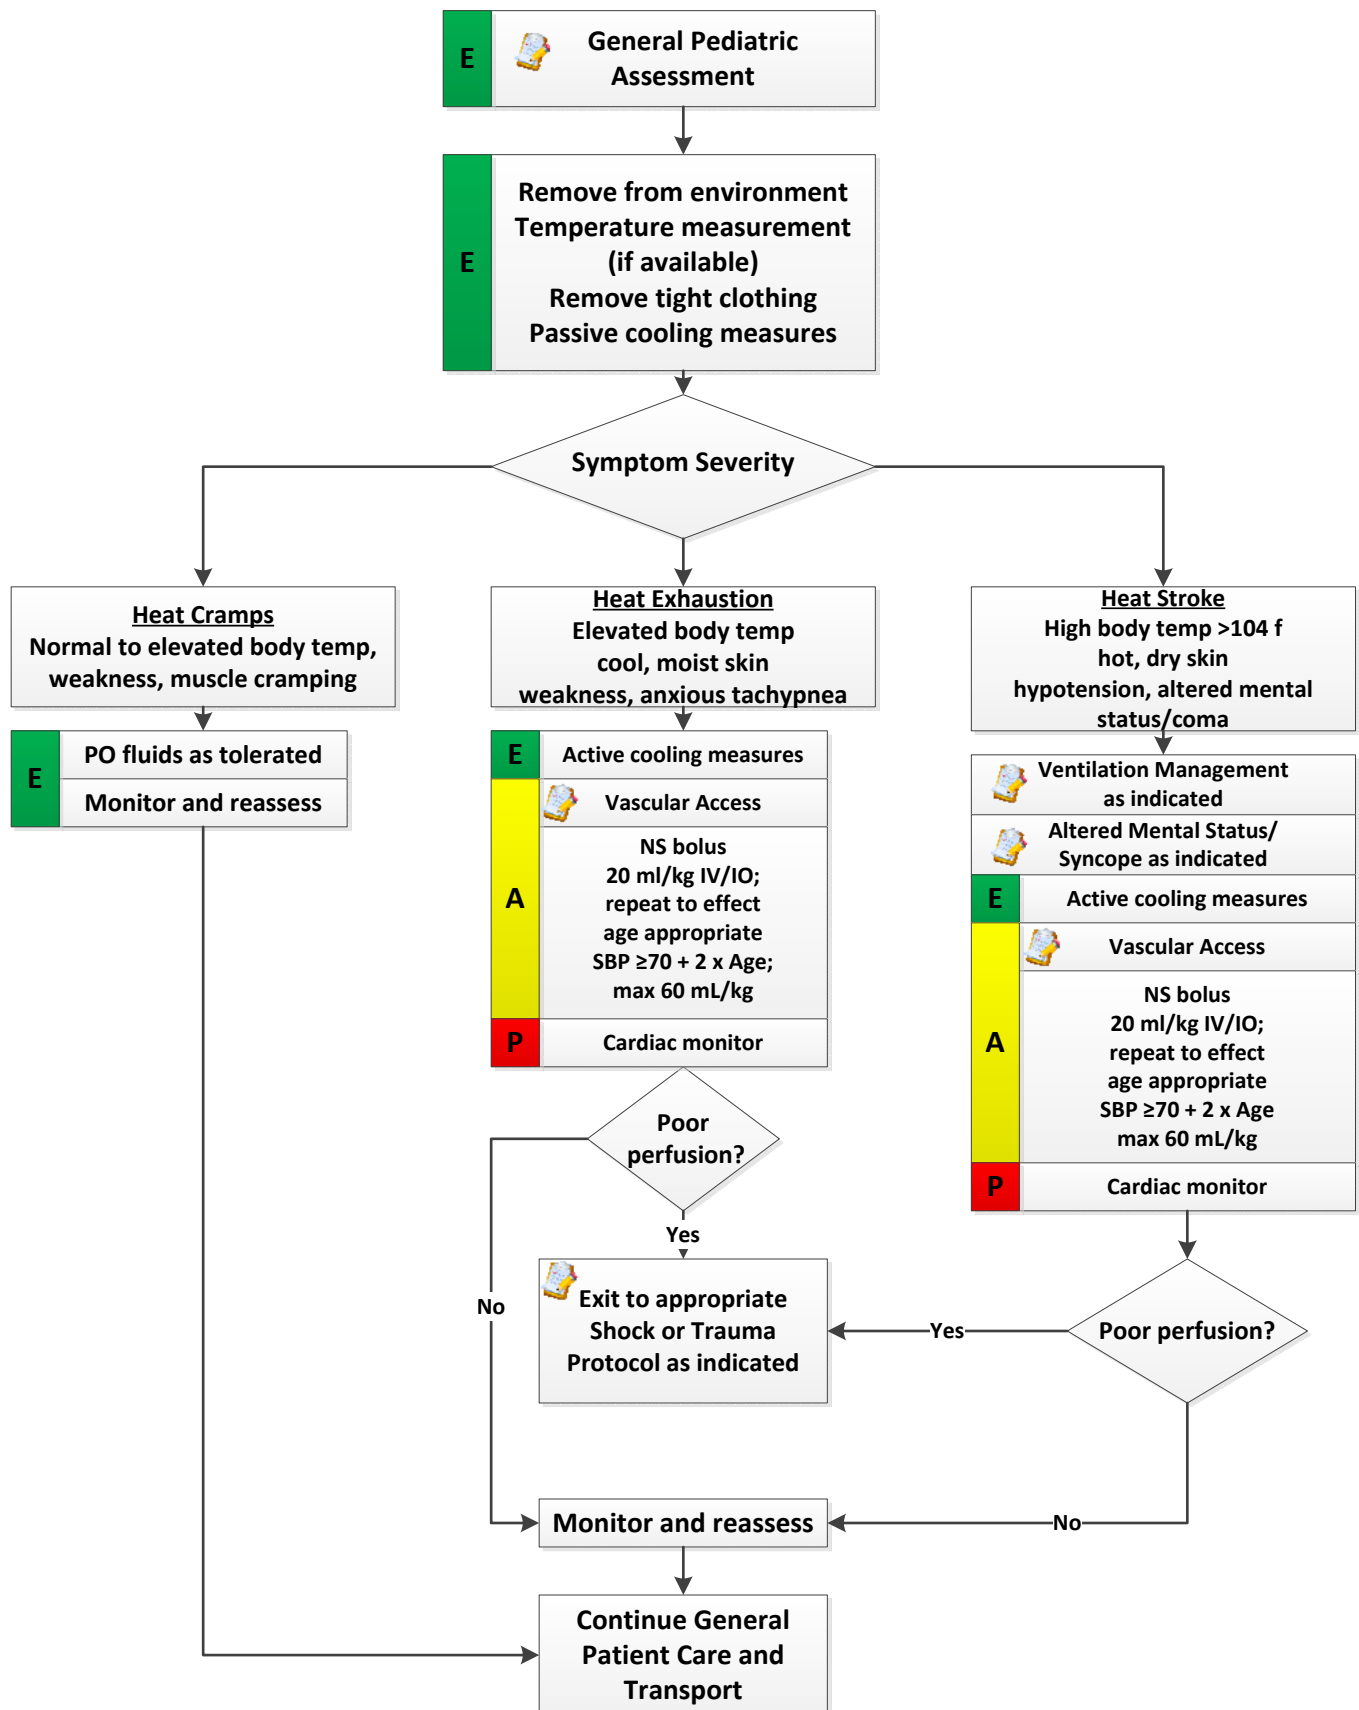 E
General Pediatric
Assessment
E
Remove from environment
Temperature measurement
(if available)
Remove tight clothing
Passive cooling measures
Symptom Severity
Heat Cramps
Normal to elevated body temp,
weakness, muscle cramping
E
PO fluids as tolerated
Monitor and reassess
Heat Exhaustion
Elevated body temp
cool, moist skin
weakness, anxious tachypnea
E
Active cooling measures
A
Vascular Access
NS bolus
20 ml/kg IV/IO;
repeat to effect
age appropriate
SBP ≥70 + 2 x Age;
max 60 mL/kg
P
Cardiac monitor
Poor
perfusion?
Yes
No
Exit to appropriate
Shock or Trauma
Protocol as indicated
Heat Stroke
High body temp >104 f
hot, dry skin
hypotension, altered mental
status/coma
Ventilation Management
as indicated
Altered Mental Status/
Syncope as indicated
E
Active cooling measures
A
Vascular Access
NS bolus
20 ml/kg IV/IO;
repeat to effect
age appropriate
SBP ≥70 + 2 x Age
max 60 mL/kg
P
Cardiac monitor
Poor perfusion?
Yes
No
Monitor and reassess
Continue General
Patient Care and
Transport